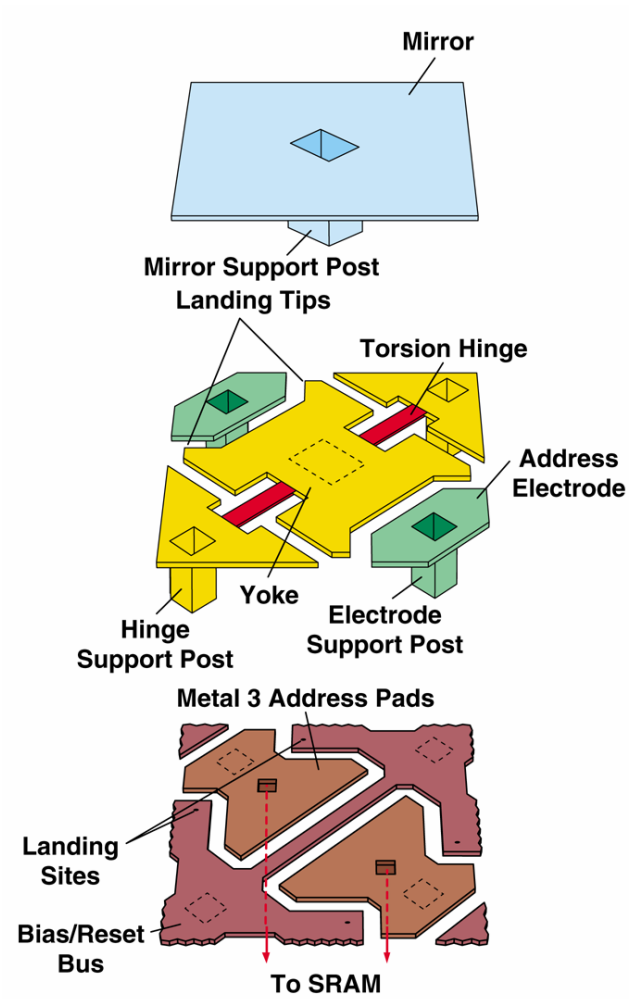 Mirror
Mirror Support Post
Landing Tips
Torsion Hinge
Address
Electrode
Yoke
Hinge
Support Post
Electrode
Support Post
Metal 3 Address Pads
Landing
Sites
Bias/Reset
Bus
To SRAM